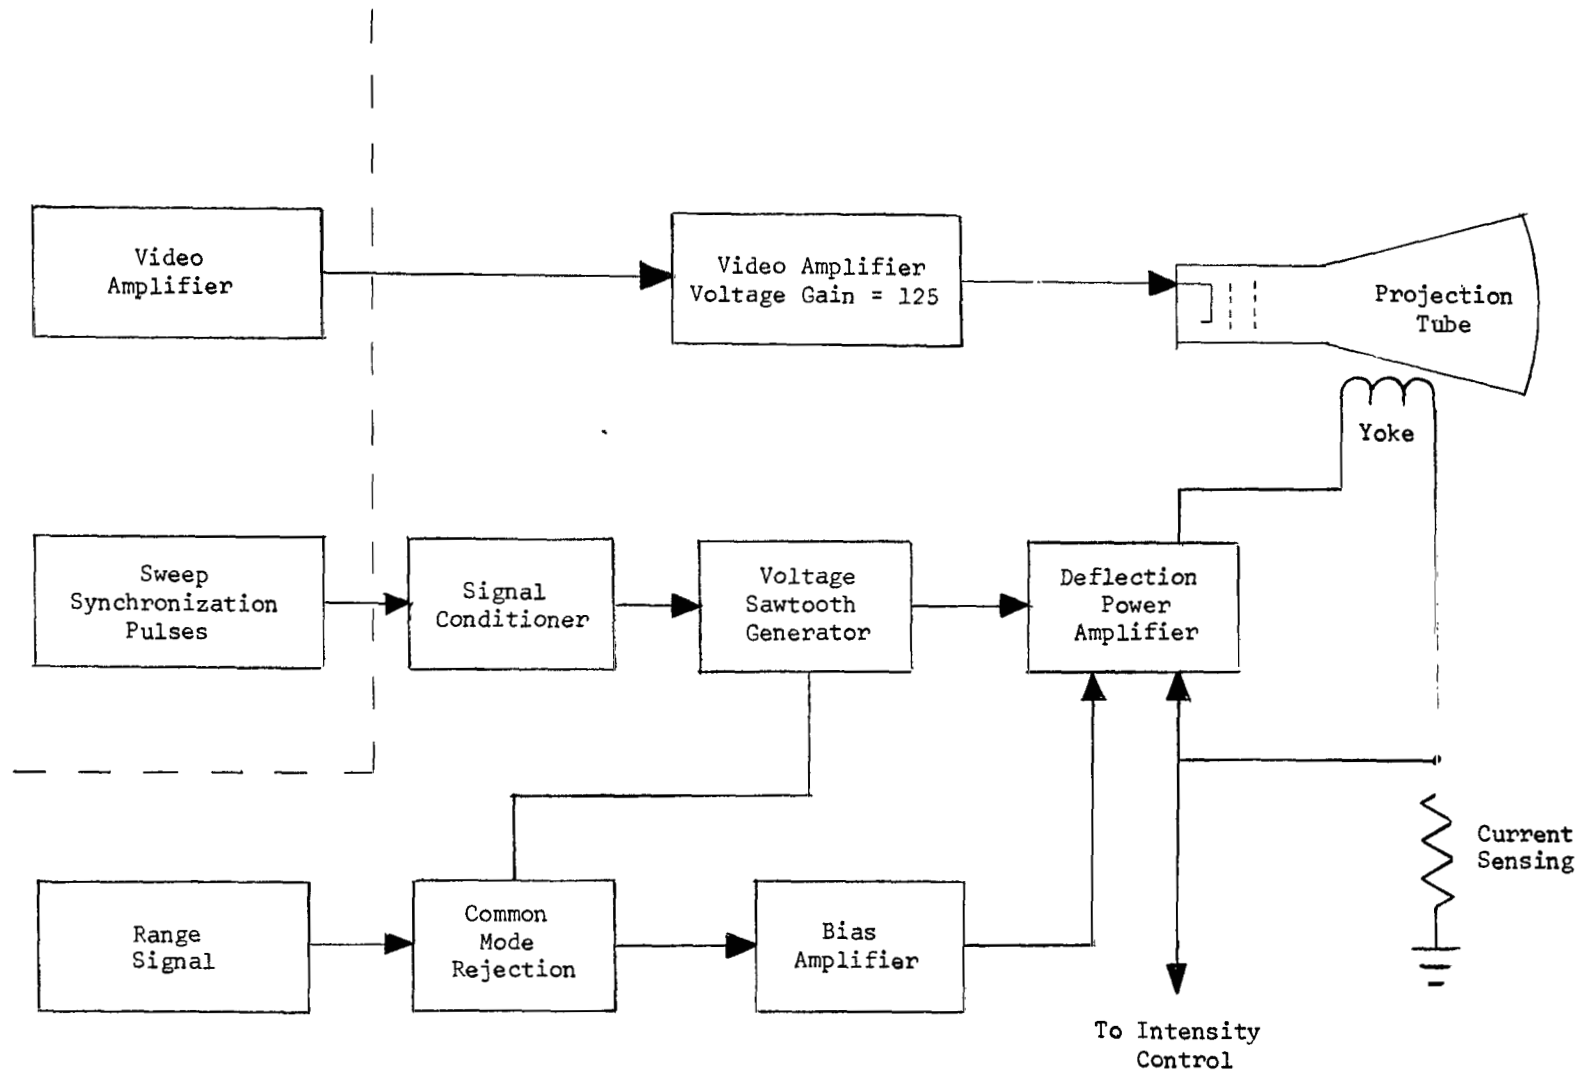 Video
Amplifier
Video Amplifier
Voltage Gain = 125
Projection
Tube
Yoke
Sweep
Synchronization
Pulses
Signal
Conditioner
Voltage
Sawtooth
Generator
Deflection
Power
Amplifier
Current
Sensing
Range
Signal
Common
Mode
Rejection
Bias
Amplifier
To Intensity
Control